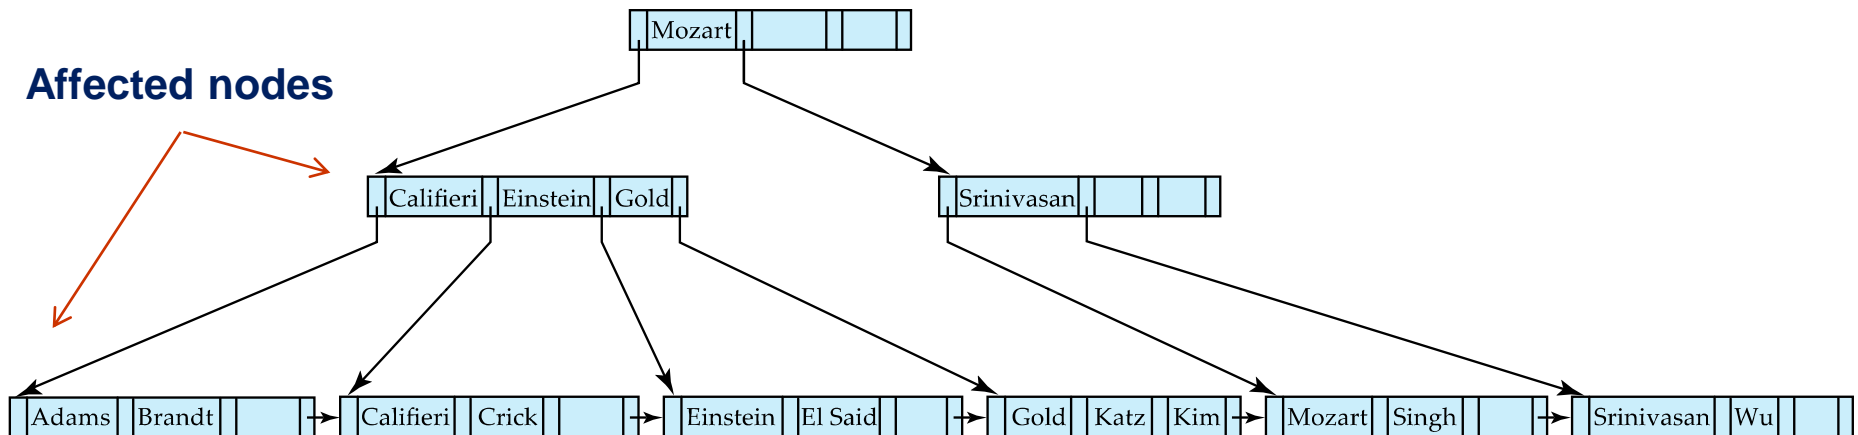 Mozart
Affected nodes
Califieri Einstein Gold
Srinivasan
Adams Brandt
Califieri Crick
Einstein El Said
Gold Katz Kim
Mozart Singh
Srinivasan Wu